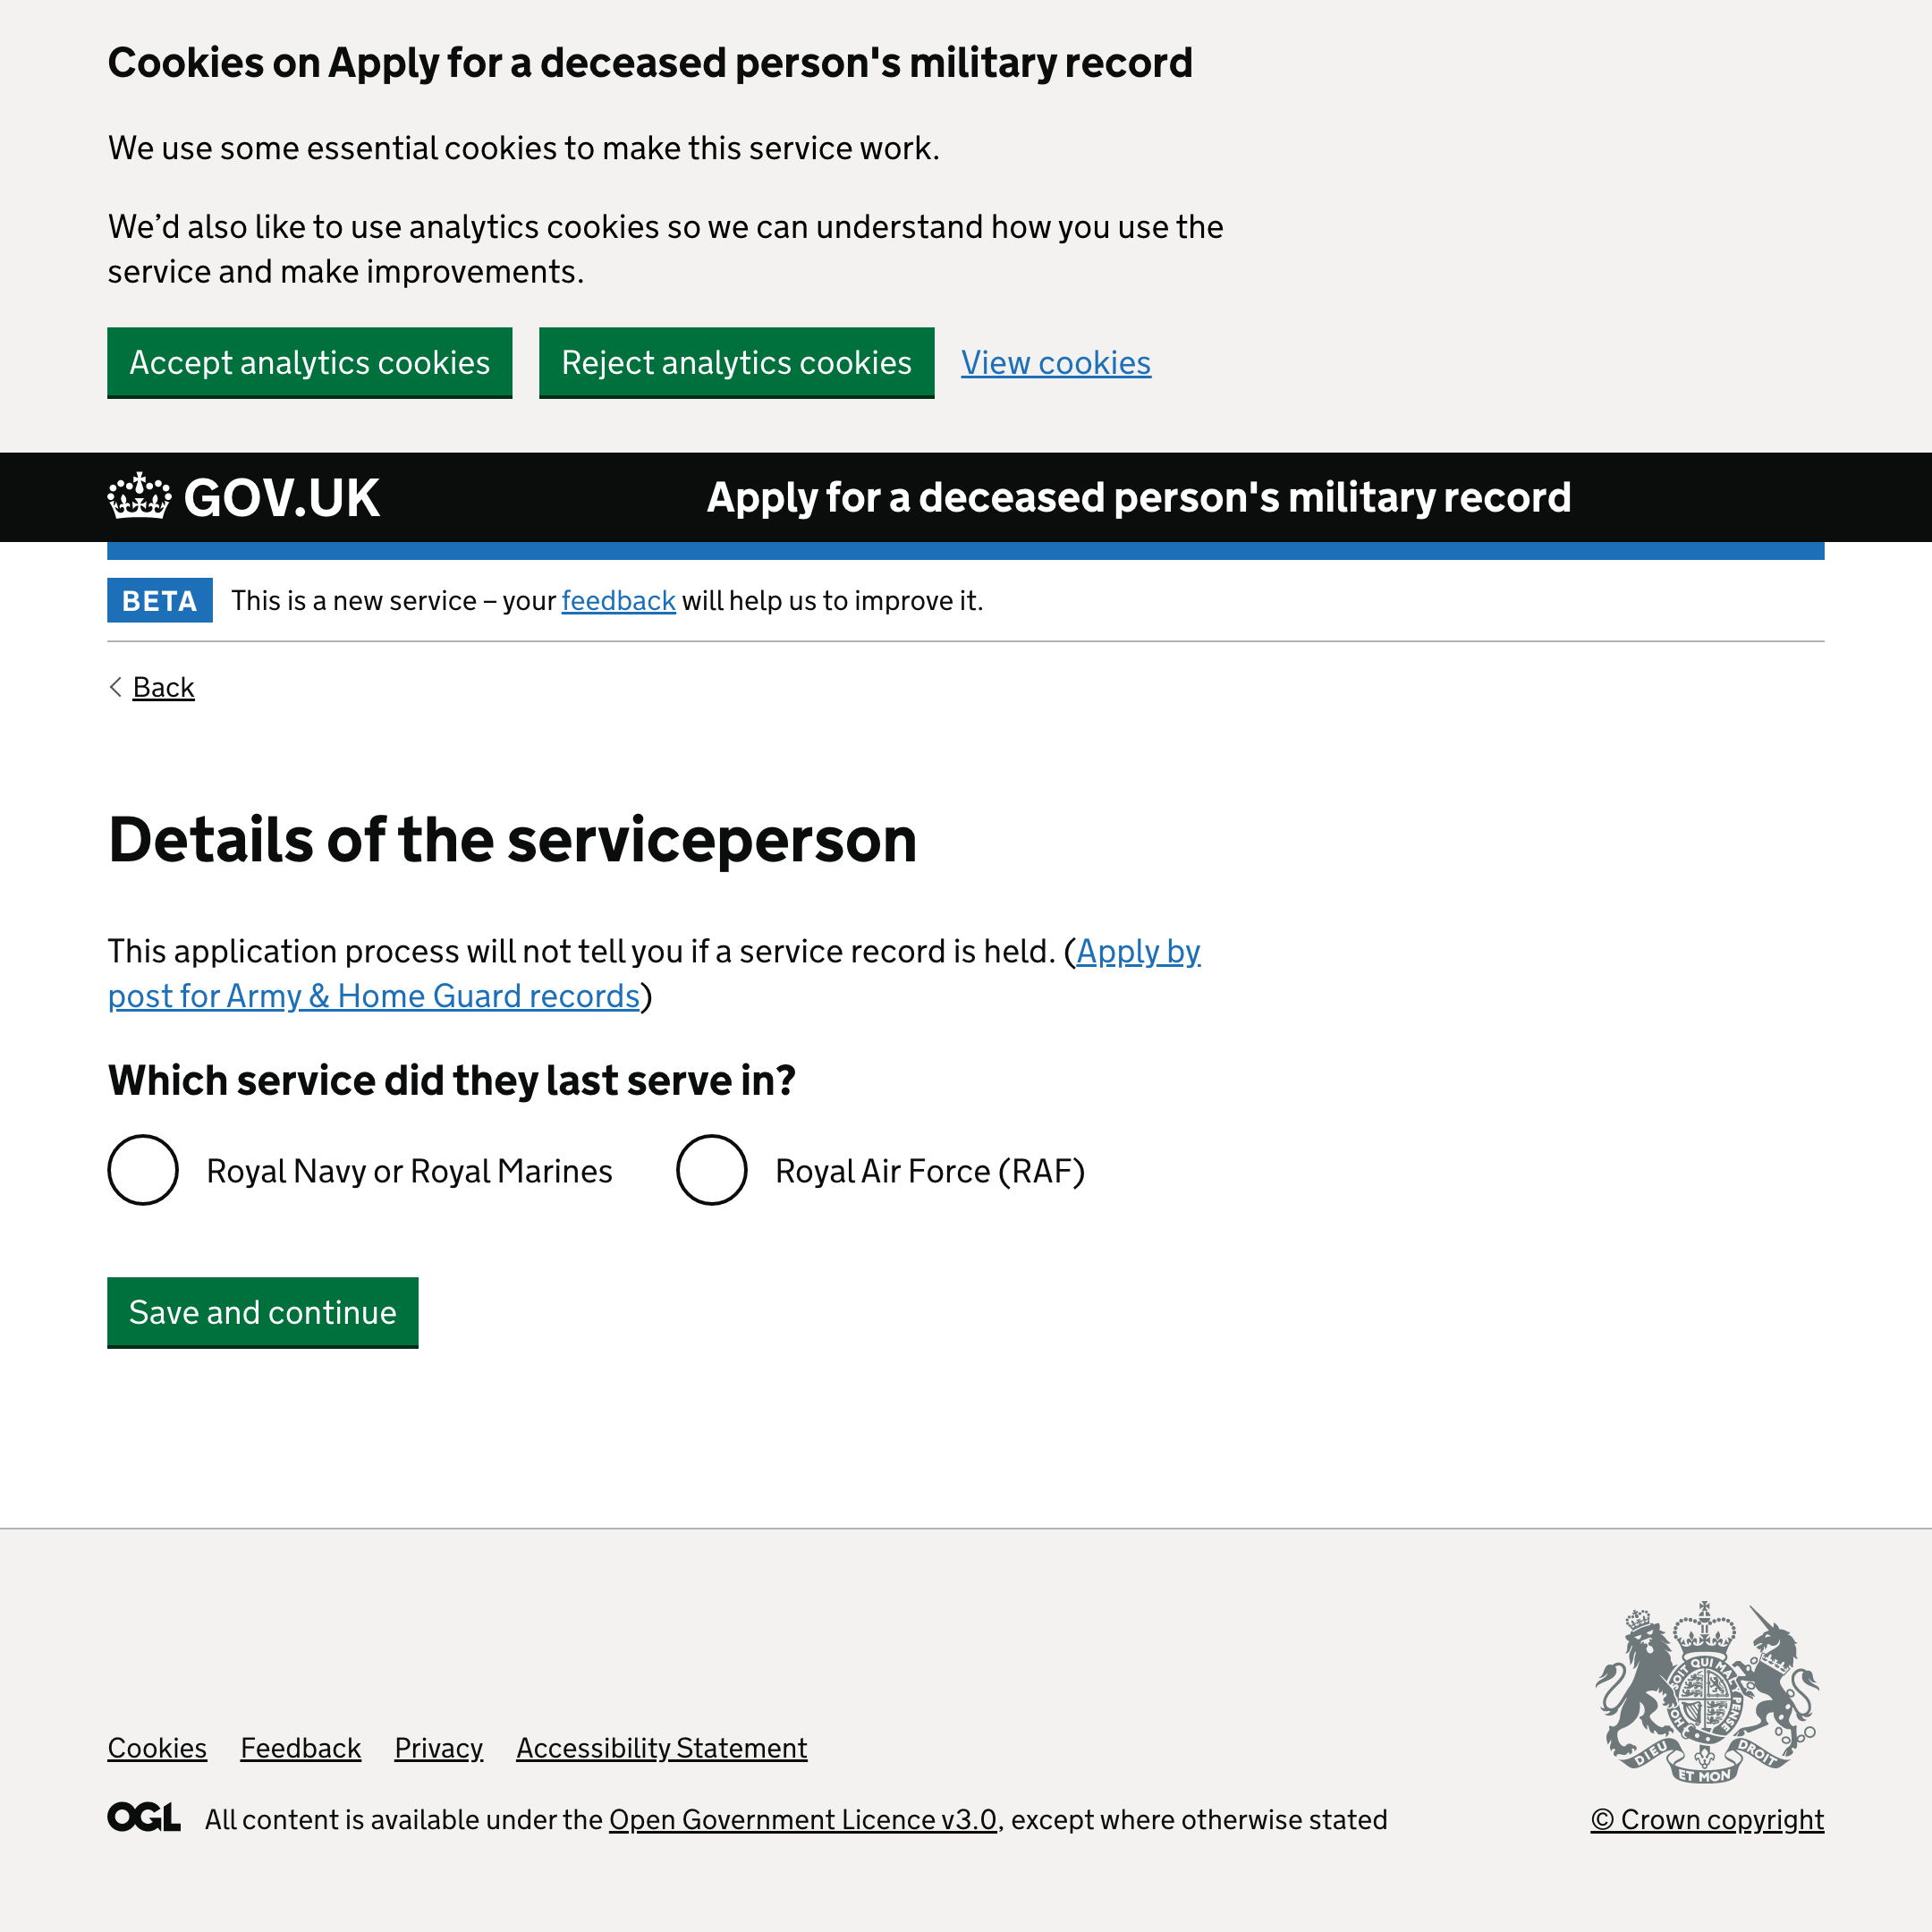 Cookies on Apply for a deceased person's military record
We use some essential cookies to make this service work.
We’d also like to use analytics cookies so we can understand how you use the
service and make improvements.
Accept analytics cookies
Reject analytics cookies
View cookies
GOV.UK
Apply for a deceased person's military record
BETA
This is a new service – your feedback will help us to improve it.
Back
Details of the serviceperson
This application process will not tell you if a service record is held. (Apply by
post for Army & Home Guard records)
Which service did they last serve in?
Royal Navy or Royal Marines
Royal Air Force (RAF)
Save and continue
Cookies
Feedback
Privacy
Accessibility Statement
DIEU ET MON DROIT
OGL
All content is available under the Open Government Licence v3.0, except where otherwise stated
© Crown copyright